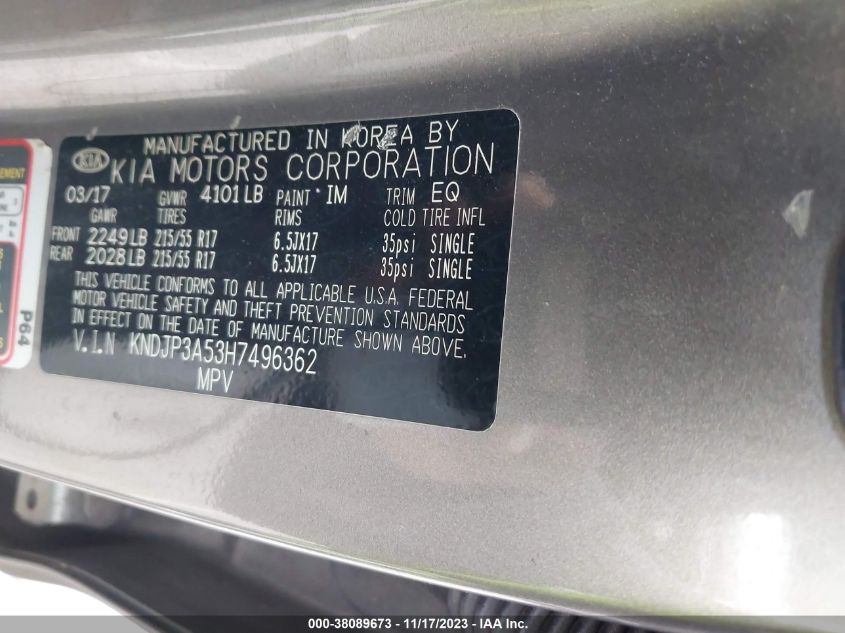 MANUFACTURED IN KOREA BY
KIA KIA MOTORS CORPORATION
03/17 GVWR 4101LB PAINT IM TRIM EQ
GAWR TIRES RIMS COLD TIRE INFL
FRONT 2249LB 215/55 R17 6.5JX17 35psi SINGLE
REAR 2028LB 215/55 R17 6.5JX17 35psi SINGLE
THIS VEHICLE CONFORMS TO ALL APPLICABLE U.S.A. FEDERAL
MOTOR VEHICLE SAFETY AND THEFT PREVENTION STANDARDS
IN EFFECT ON THE DATE OF MANUFACTURE SHOWN ABOVE.
V.I.N KNDJP3A53H7496362
MPV
P64
000-38089673 - 11/17/2023 - IAA Inc.